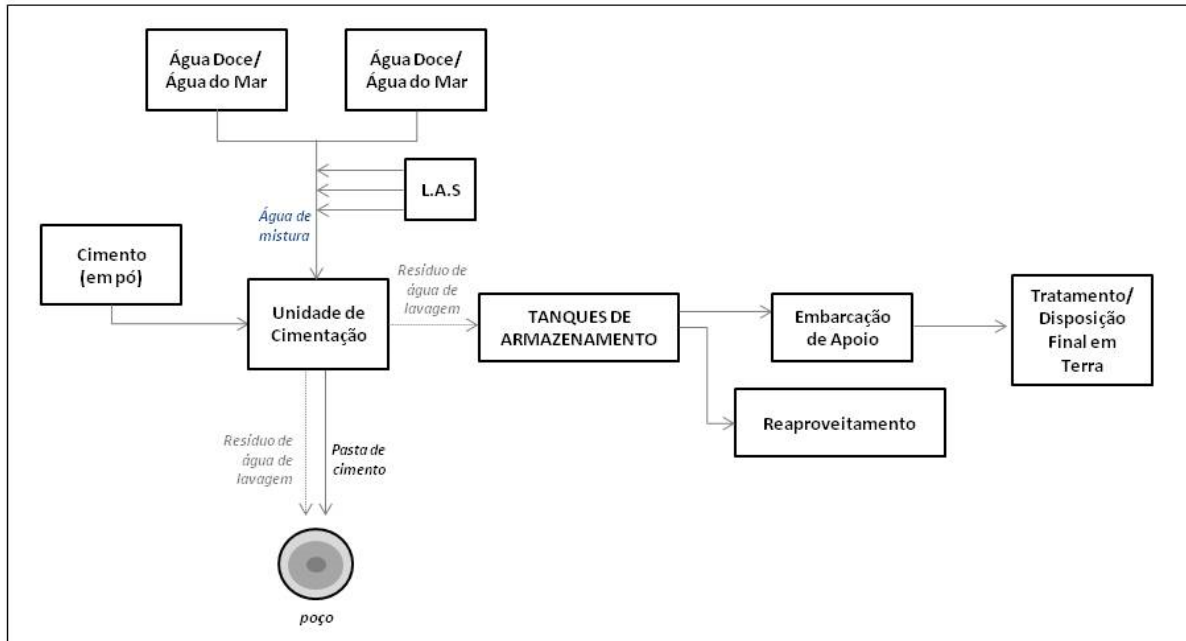 Água Doce/
Água do Mar
Água Doce/
Água do Mar
L.A.S
Água de
mistura
Cimento
(em pó)
Unidade de
Cimentação
Resíduo de
água de
lavagem
TANQUES DE
ARMAZENAMENTO
Embarcação
de Apoio
Tratamento/
Disposição
Final em
Terra
Reaproveitamento
Resíduo de
água de
lavagem
Pasta de
cimento
poço